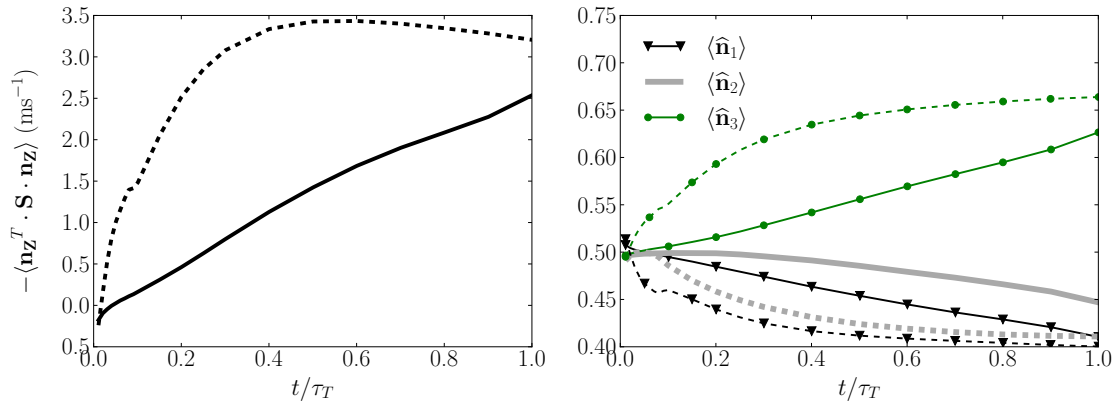 3.5
3.0
2.5
2.0
1.5
1.0
0.5
0.0
0.5
0.0 0.2 0.4 0.6 0.8 1.0
t/τ_T
−⟨n_Z^T · S · n_Z⟩ (ms⁻¹)
0.75
0.70
0.65
0.60
0.55
0.50
0.45
0.40
0.0 0.2 0.4 0.6 0.8 1.0
t/τ_T
⟨n̂₁⟩
⟨n̂₂⟩
⟨n̂₃⟩